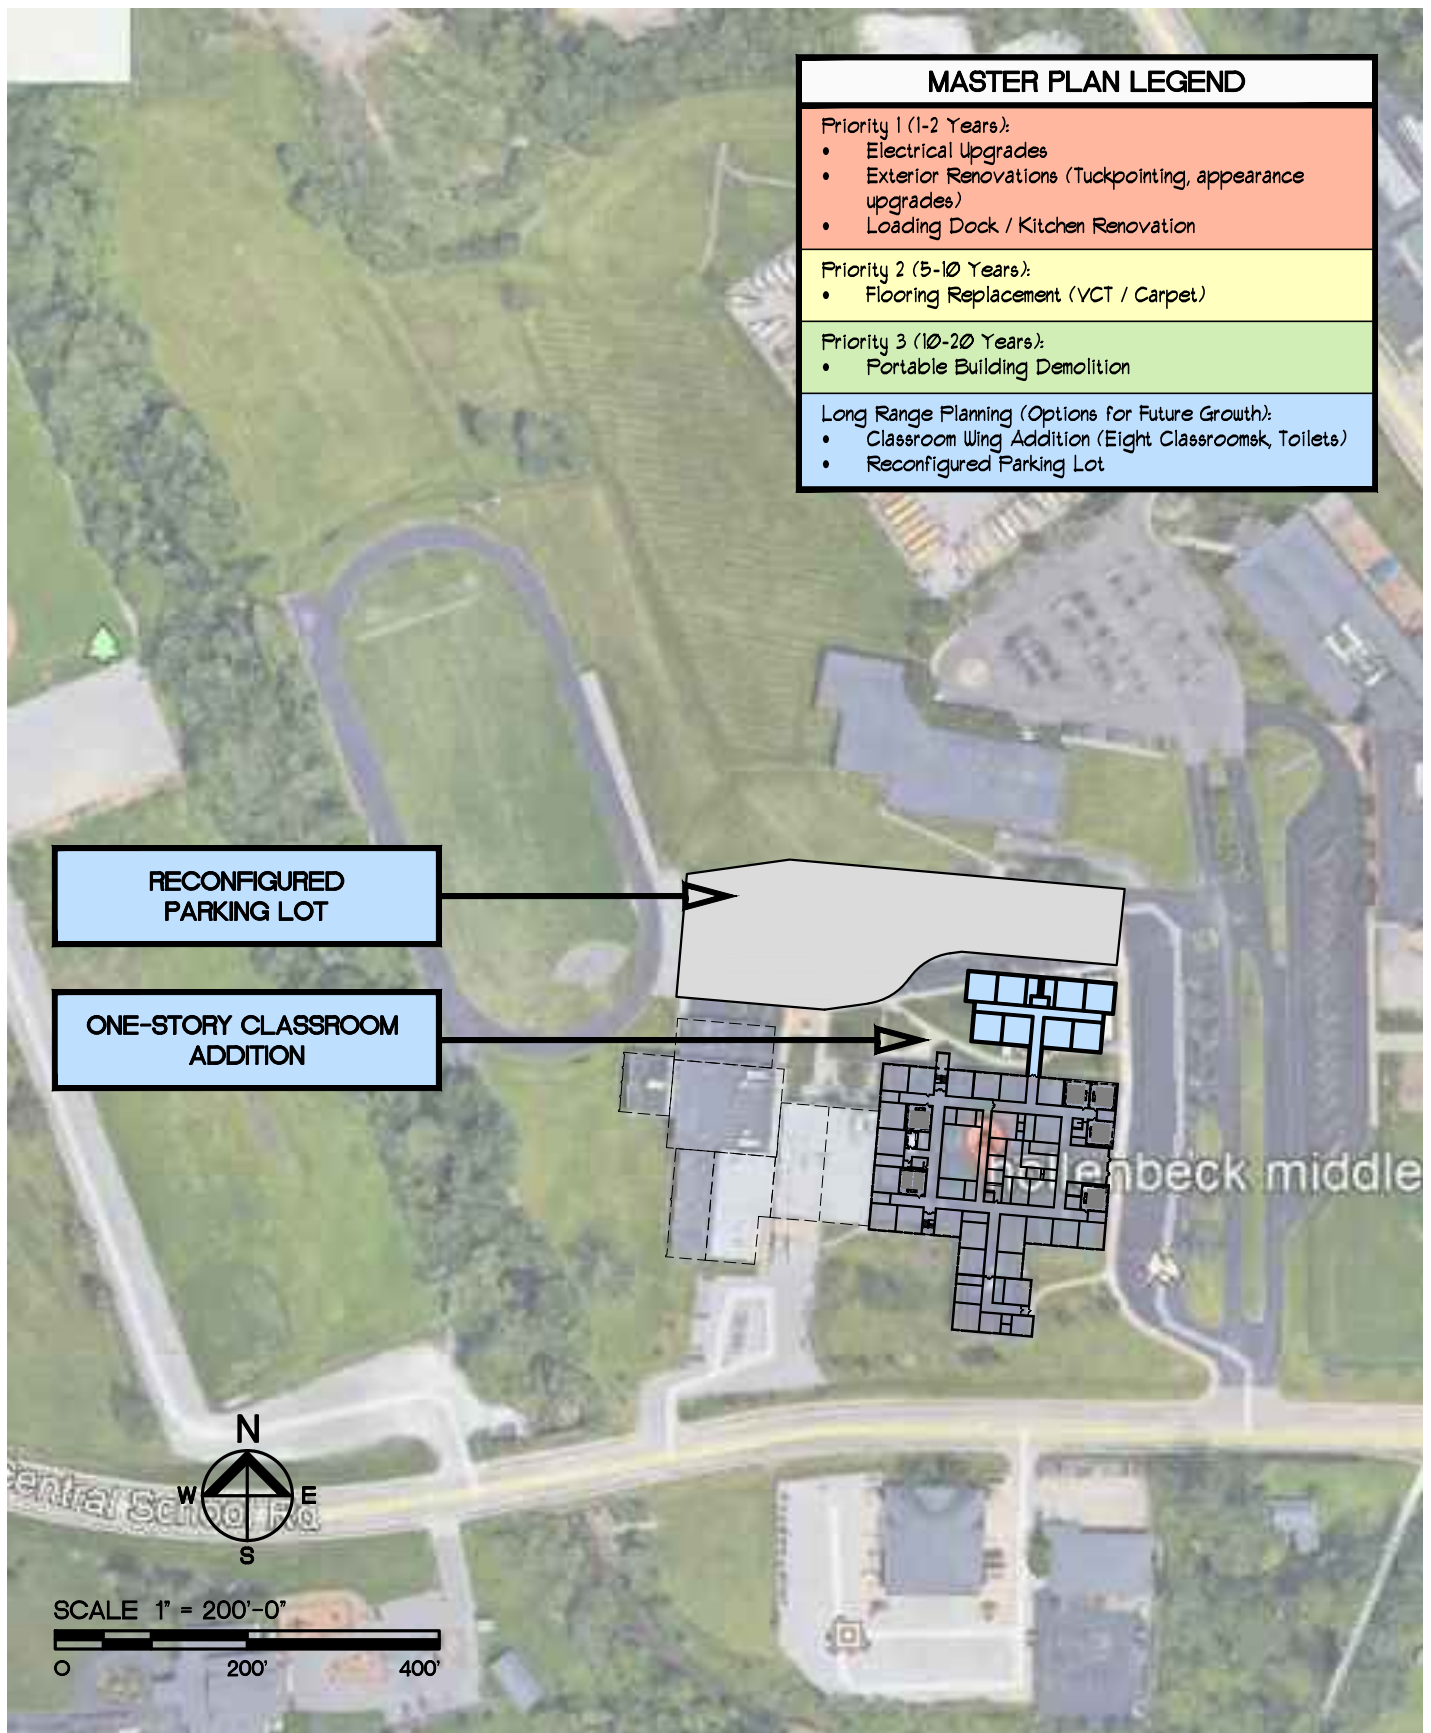 MASTER PLAN LEGEND
Priority 1 (1-2 Years):
• Electrical Upgrades
• Exterior Renovations (Tuckpointing, appearance
upgrades)
• Loading Dock / Kitchen Renovation
Priority 2 (5-10 Years):
• Flooring Replacement (VCT / Carpet)
Priority 3 (10-20 Years):
• Portable Building Demolition
Long Range Planning (Options for Future Growth):
• Classroom Wing Addition (Eight Classroomsk, Toilets)
• Reconfigured Parking Lot
RECONFIGURED
PARKING LOT
ONE-STORY CLASSROOM
ADDITION
middle
N
W E
S
Central School Rd
SCALE 1" = 200'-0"
0 200' 400'